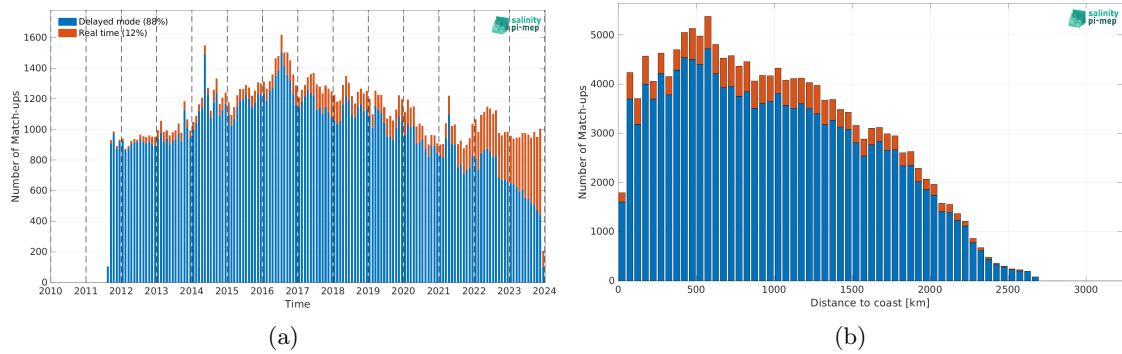 Delayed mode (88%)
Real time (12%)
salinity
pi-mep
Number of Match-ups
1600
1400
1200
1000
800
600
400
200
0
2010 2011 2012 2013 2014 2015 2016 2017 2018 2019 2020 2021 2022 2023 2024
Time
(a)
salinity
pi-mep
Number of Match-ups
5000
4000
3000
2000
1000
0
0 500 1000 1500 2000 2500 3000
Distance to coast [km]
(b)